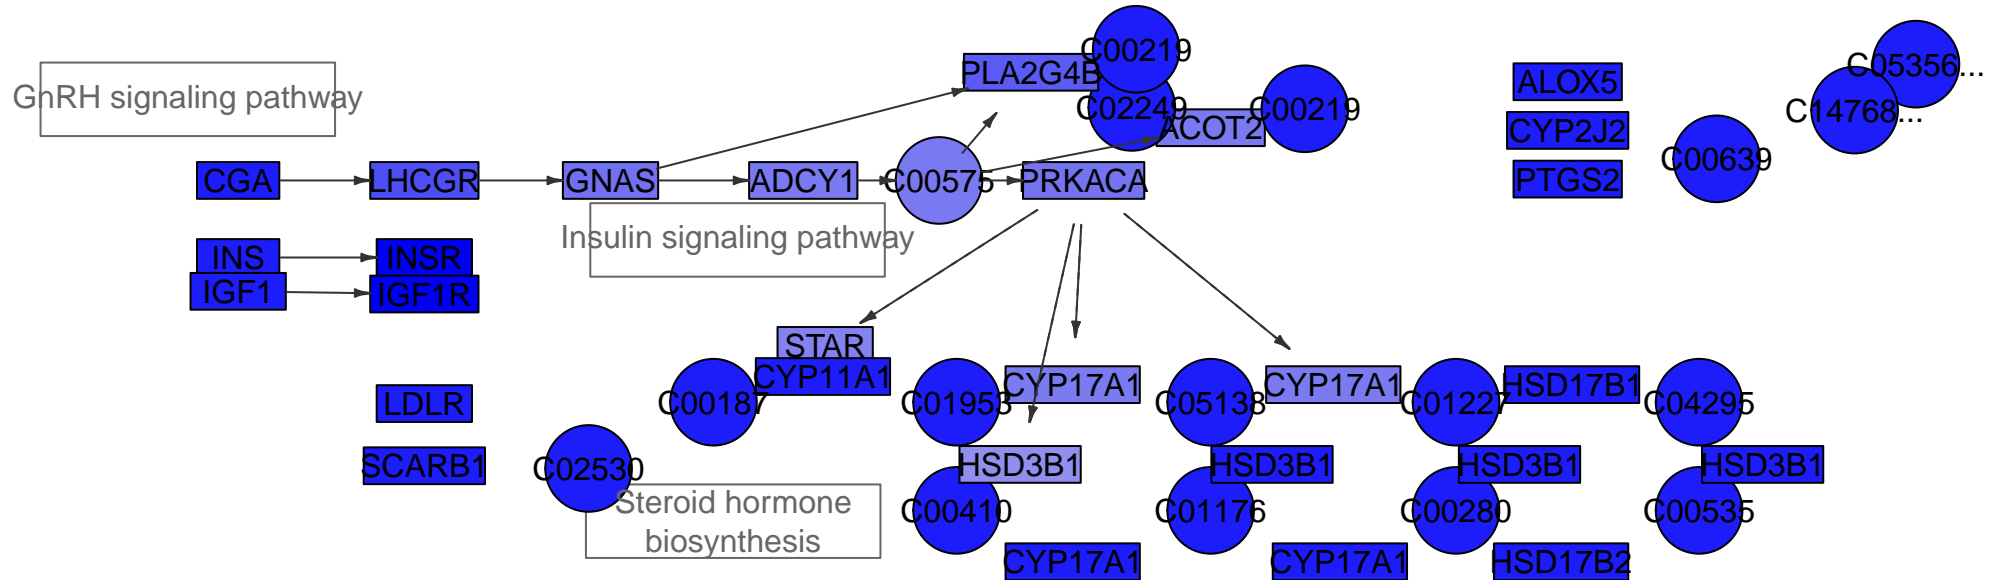 C00219
C05356...
PLA2G4B
ALOX5
GnRH signaling pathway
C02249
C00219
C14768...
ACOT2
CYP2J2
C00639
CGA
LHCGR
GNAS
ADCY1
C00575
PRKACA
PTGS2
Insulin signaling pathway
INS
INSR
IGF1
IGF1R
STAR
CYP11A1
CYP17A1
CYP17A1
HSD17B1
LDLR
C00187
C01953
C05138
C01227
C04295
SCARB1
C02530
HSD3B1
HSD3B1
HSD3B1
HSD3B1
Steroid hormone
biosynthesis
C00410
C01176
C00280
C00535
CYP17A1
CYP17A1
HSD17B2